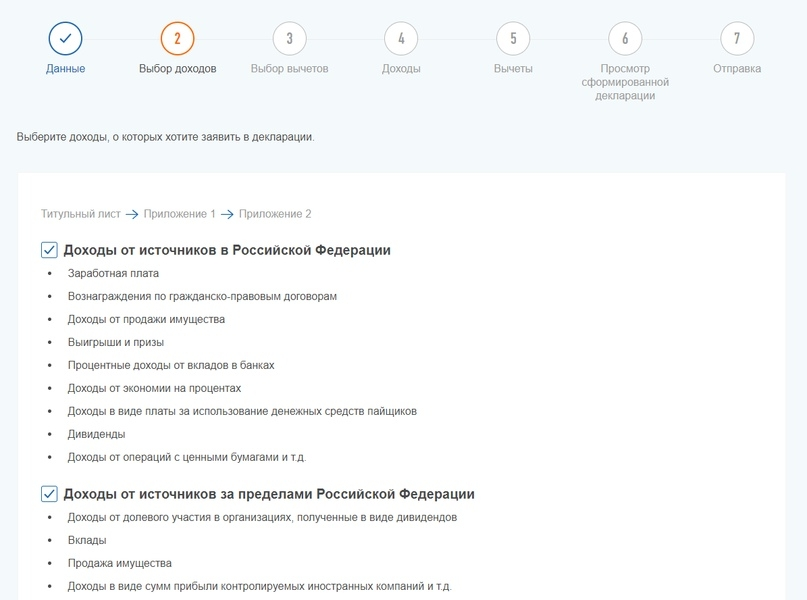 2 3 4 5 6 7
Данные Выбор доходов Выбор вычетов Доходы Вычеты Просмотр Отправка
сформированной
декларации
Выберите доходы, о которых хотите заявить в декларации.
Титульный лист → Приложение 1 → Приложение 2
Доходы от источников в Российской Федерации
• Заработная плата
• Вознаграждения по гражданско-правовым договорам
• Доходы от продажи имущества
• Выигрыши и призы
• Процентные доходы от вкладов в банках
• Доходы от экономии на процентах
• Доходы в виде платы за использование денежных средств пайщиков
• Дивиденды
• Доходы от операций с ценными бумагами и т.д.
Доходы от источников за пределами Российской Федерации
• Доходы от долевого участия в организациях, полученные в виде дивидендов
• Вклады
• Продажа имущества
• Доходы в виде сумм прибыли контролируемых иностранных компаний и т.д.